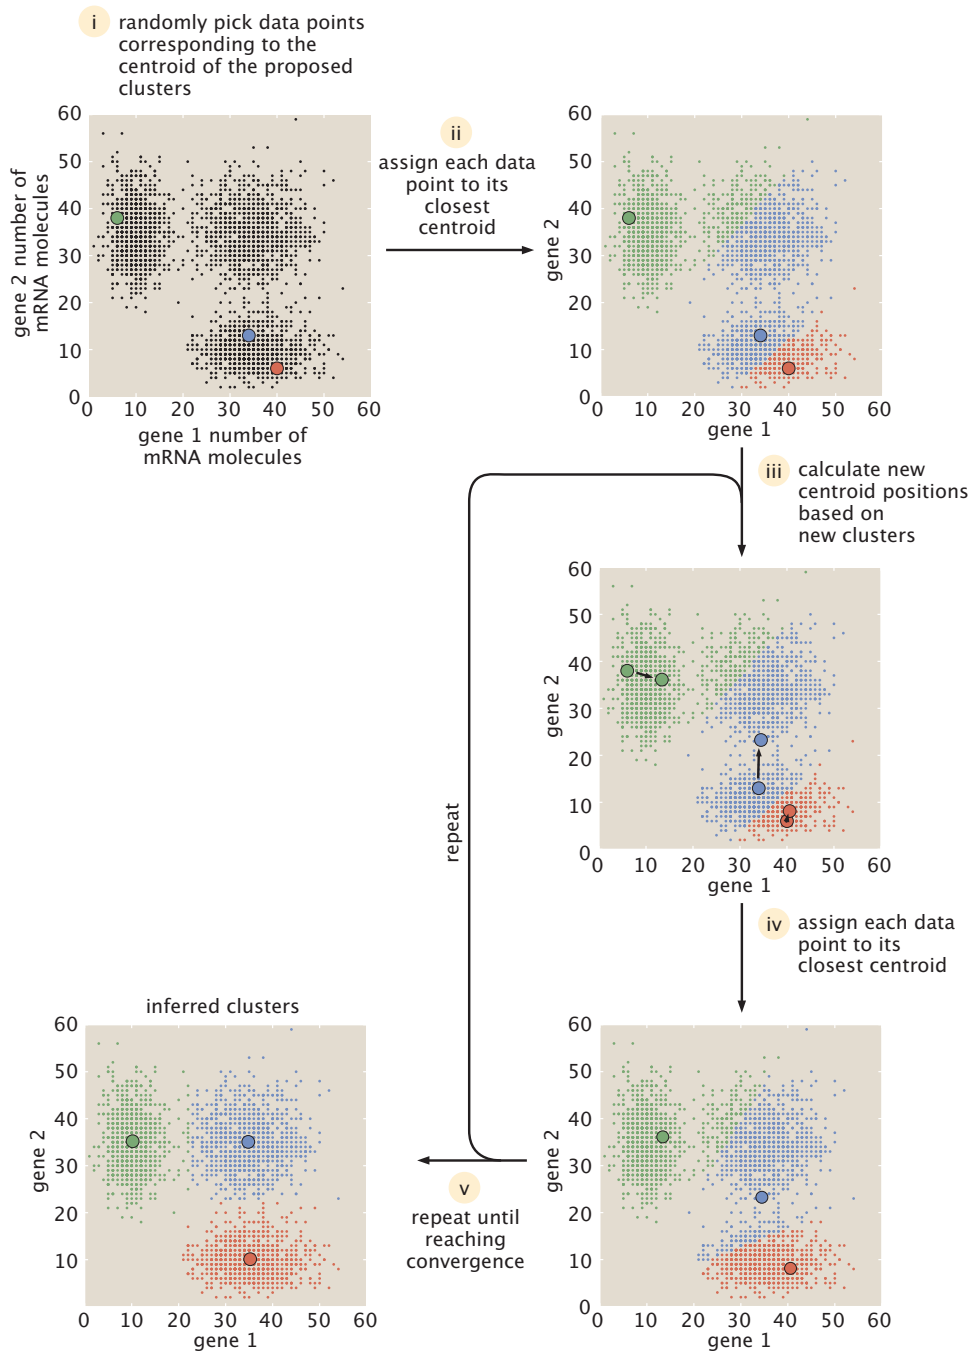 i randomly pick data points
corresponding to the
centroid of the proposed
clusters
60
50
40
30
20
10
0
0 10 20 30 40 50 60
gene 2 number of
mRNA molecules
gene 1 number of
mRNA molecules
ii
assign each data
point to its
closest
centroid
60
50
40
30
20
10
0
0 10 20 30 40 50 60
gene 2
gene 1
iii calculate new
centroid positions
based on
new clusters
60
50
40
30
20
10
0
0 10 20 30 40 50 60
gene 2
gene 1
repeat
iv assign each data
point to its
closest centroid
60
50
40
30
20
10
0
0 10 20 30 40 50 60
gene 2
gene 1
v
repeat until
reaching
convergence
inferred clusters
60
50
40
30
20
10
0
0 10 20 30 40 50 60
gene 2
gene 1